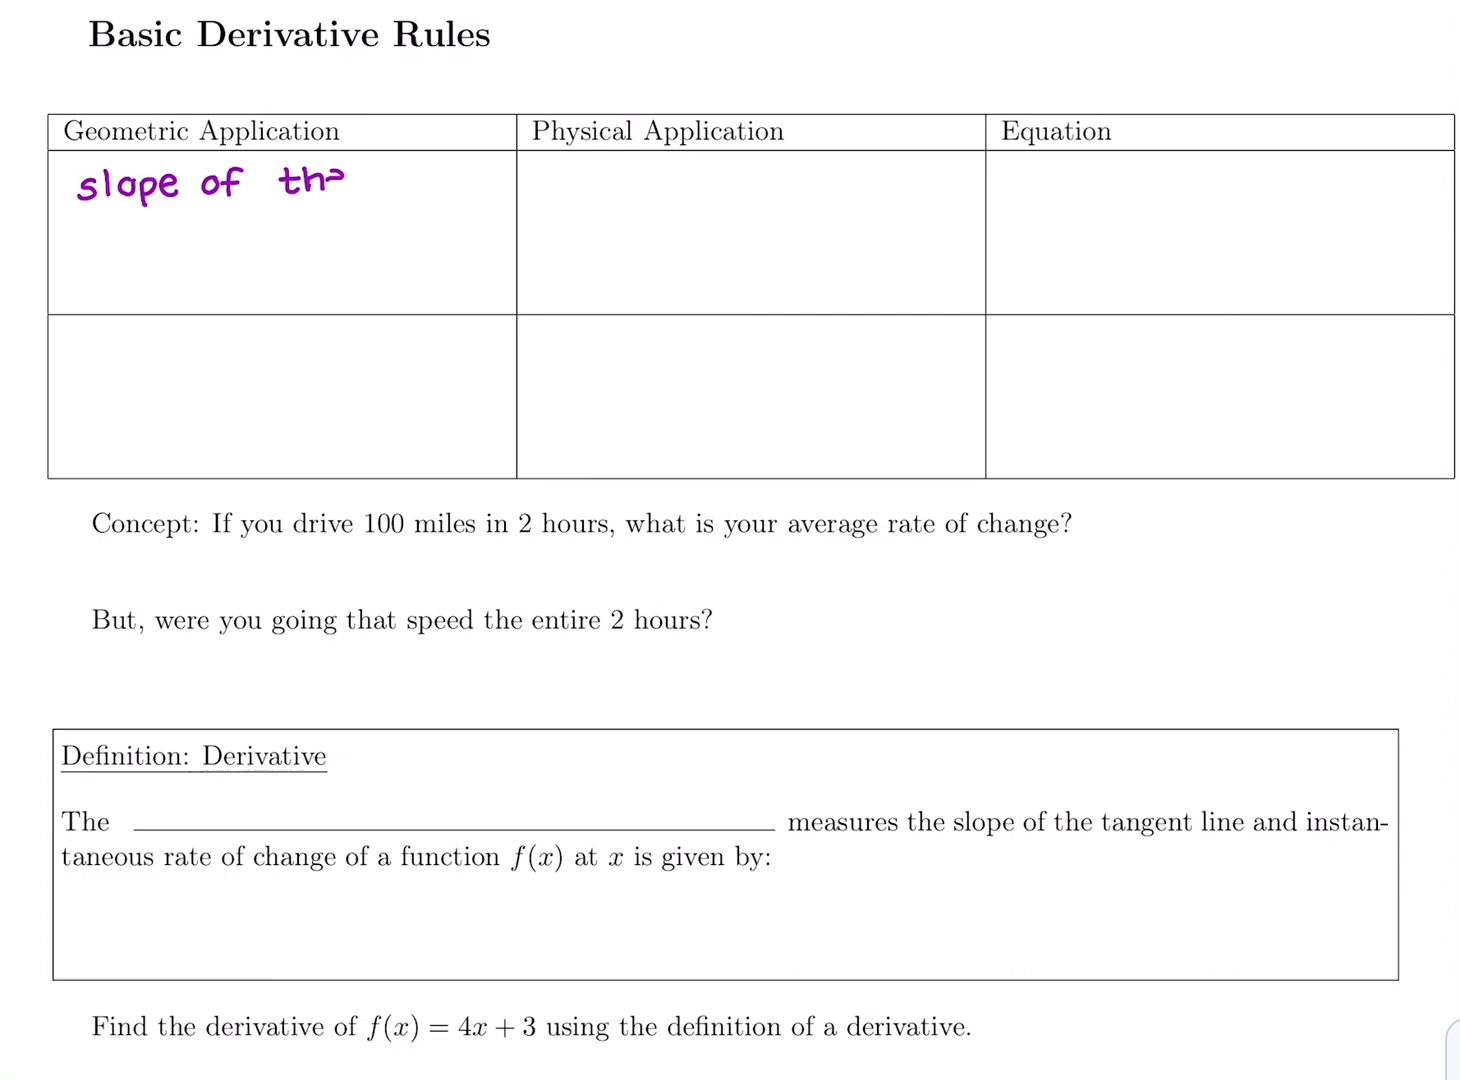 Basic Derivative Rules
Geometric Application
Physical Application
Equation
slope of
Concept: If you drive 100 miles in 2 hours, what is your average rate of change?
But, were you going that speed the entire 2 hours?
Definition: Derivative
The ________ measures the slope of the tangent line and instan-
taneous rate of change of a function f(x) at x is given by:
Find the derivative of f(x) = 4x + 3 using the definition of a derivative.